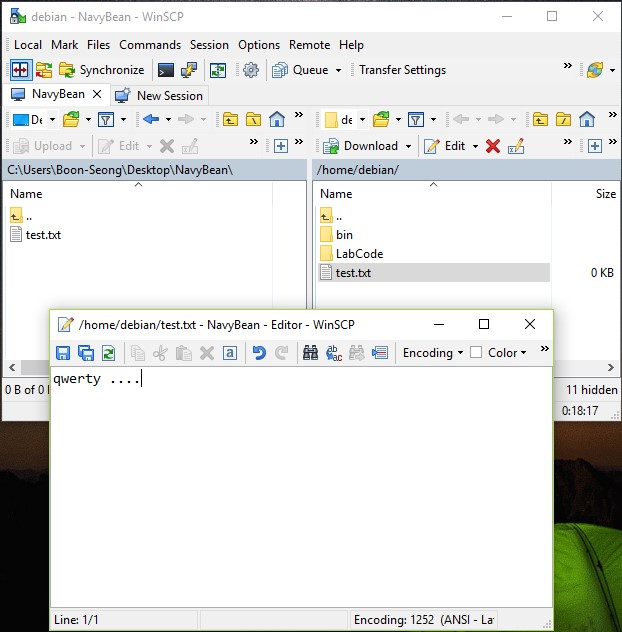 debian - NavyBean - WinSCP
Local Mark Files Commands Session Options Remote Help
Synchronize Queue Transfer Settings
NavyBean New Session
Upload Edit Download Edit
C:\Users\Boon-Seong\Desktop\NavyBean\ /home/debian/
Name Name Size
.. ..
test.txt bin
LabCode
test.txt 0 KB
/home/debian/test.txt - NavyBean - Editor - WinSCP
Encoding Color
0 B of 0 11 hidden
qwerty ....
0:18:17
Line: 1/1 Encoding: 1252 (ANSI - La